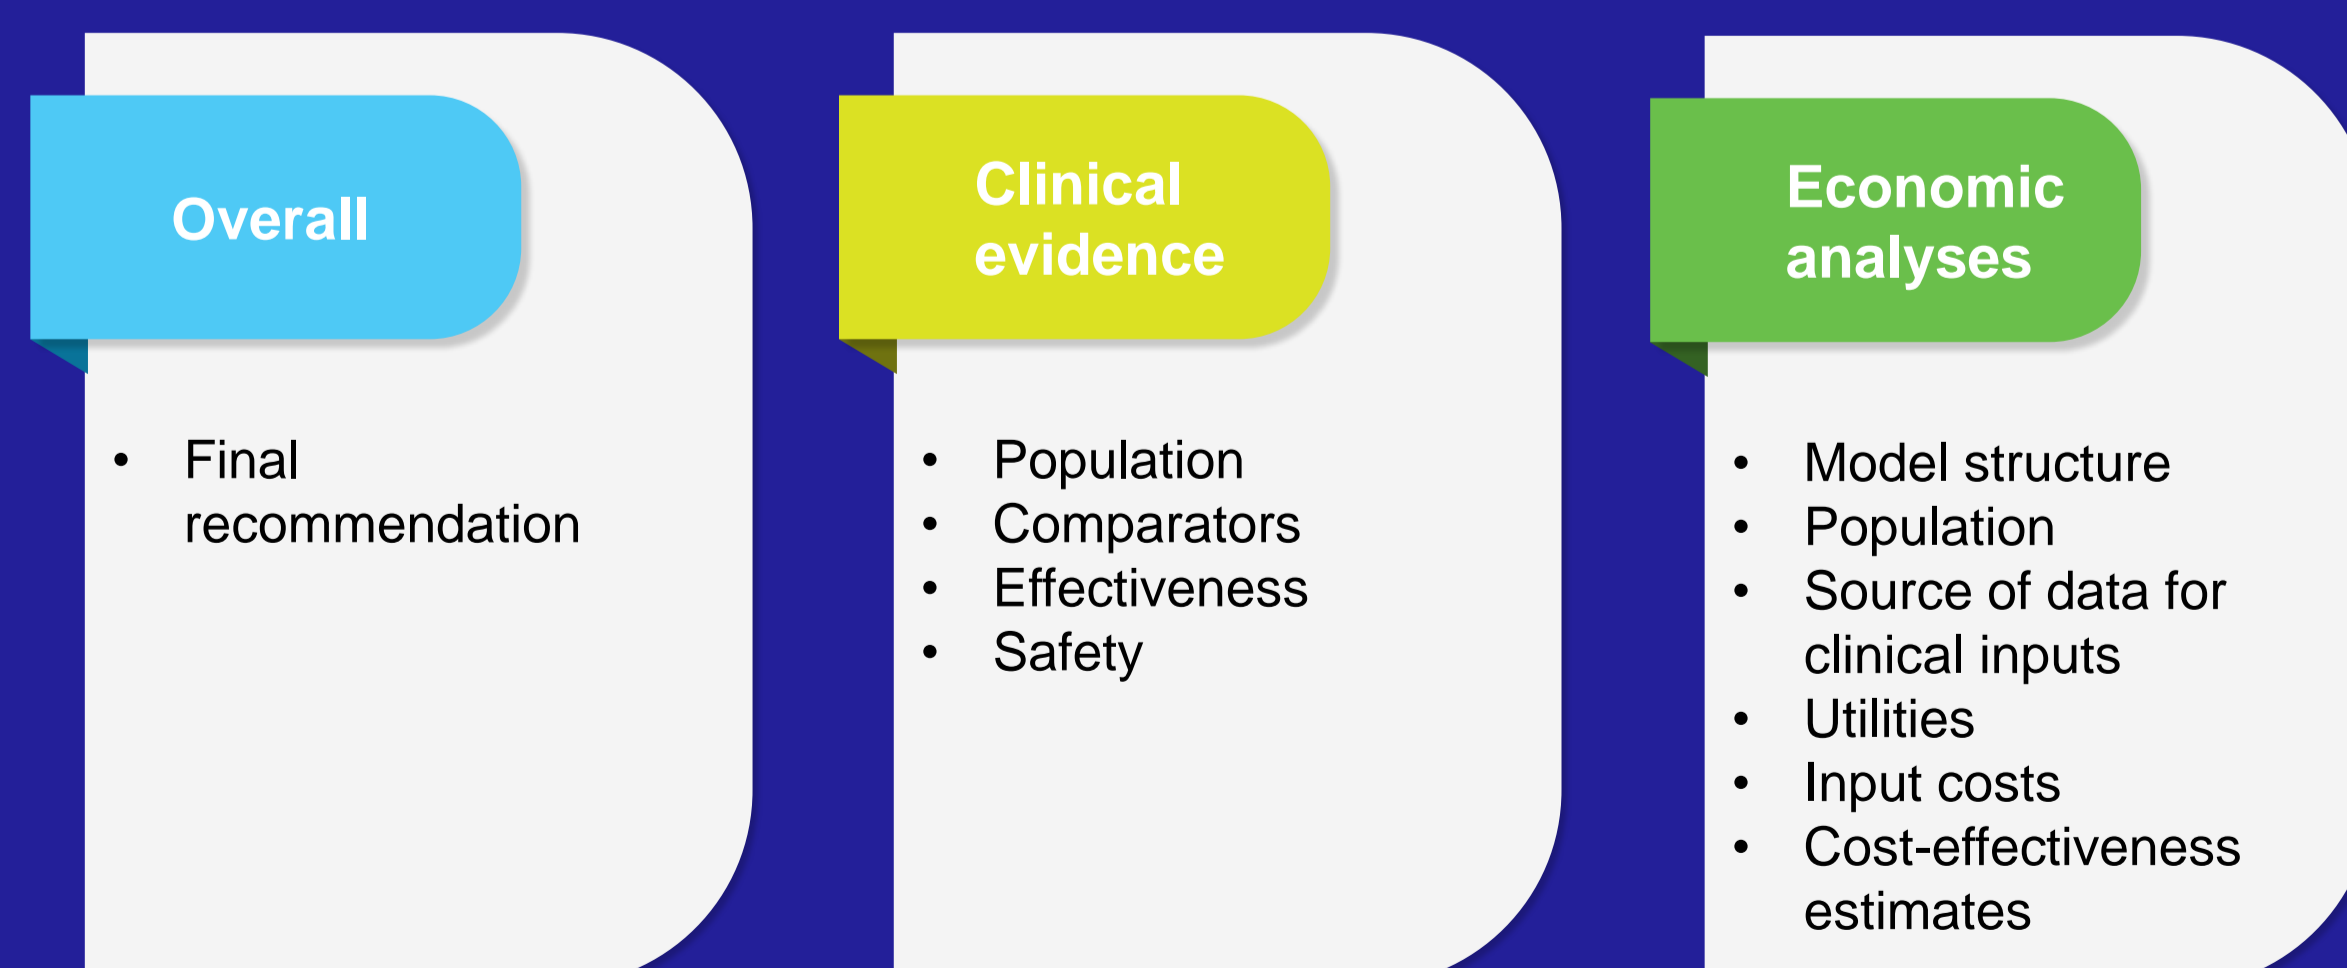 Overall
• Final
recommendation
Clinical
evidence
• Population
• Comparators
• Effectiveness
• Safety
Economic
analyses
• Model structure
• Population
• Source of data for
clinical inputs
• Utilities
• Input costs
• Cost-effectiveness
estimates